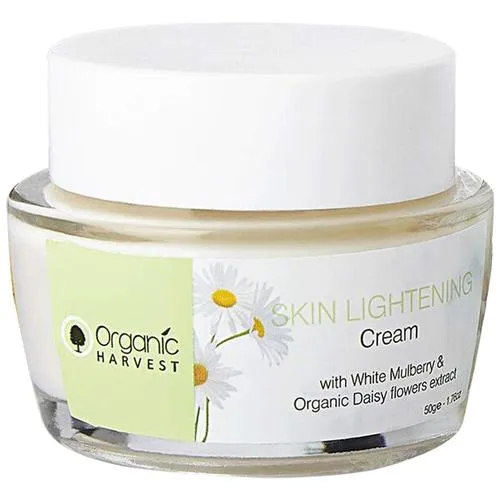 Organic
HARVEST
SKIN LIGHTENING
Cream
with White Mulberry &
Organic Daisy flowers extract
50ge - 1.76oz